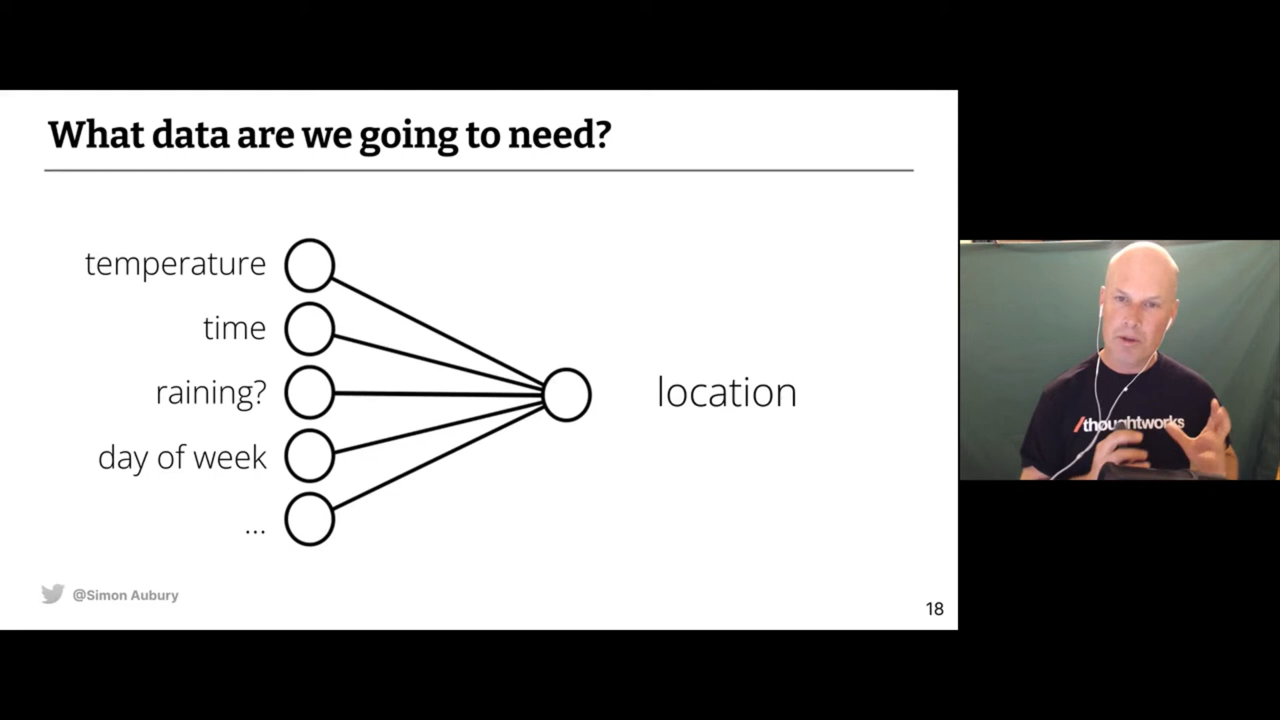 What data are we going to need?
temperature
time
raining?
day of week
...
location
@Simon Aubury
18
/thoughtworks